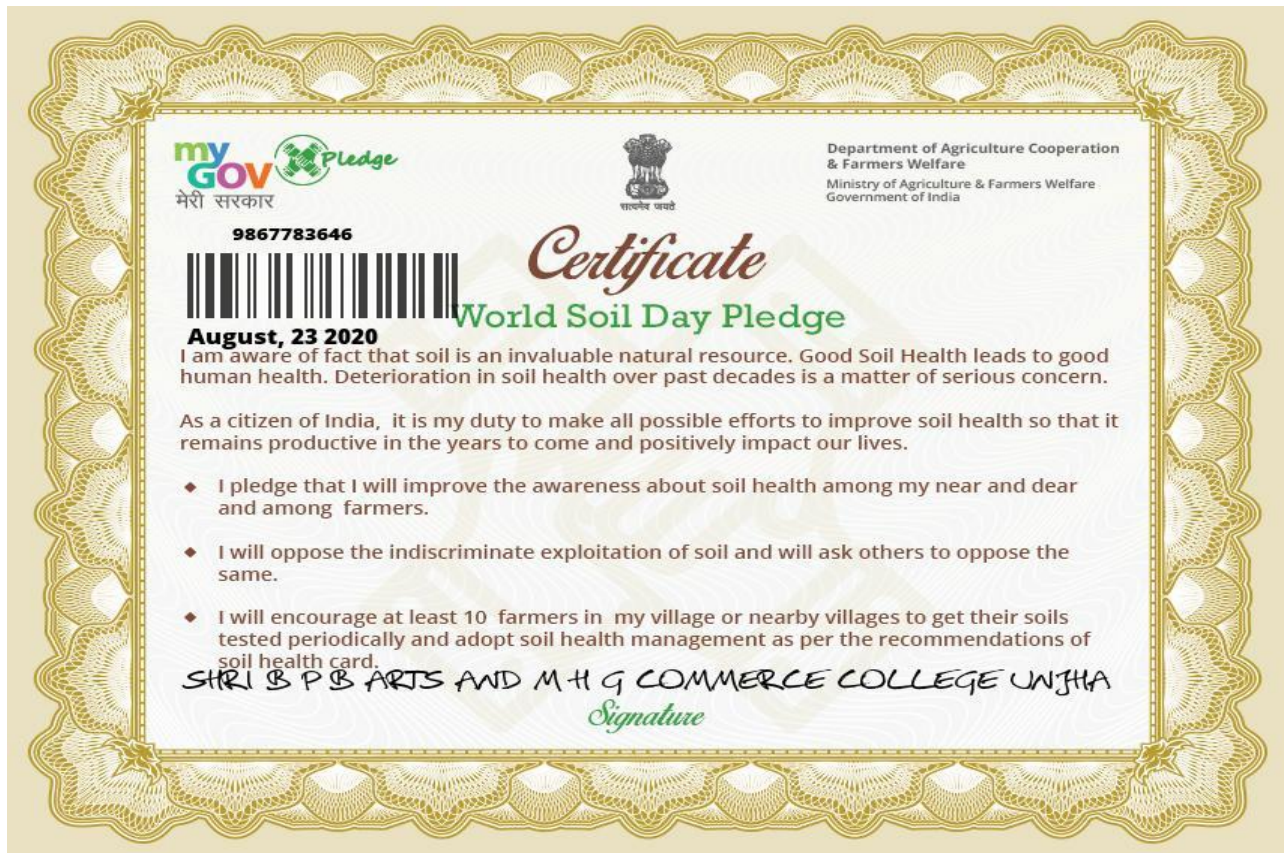 my
GOV
मेरी सरकार
Pledge
सत्यमेव जयते
Department of Agriculture Cooperation
& Farmers Welfare
Ministry of Agriculture & Farmers Welfare
Government of India
9867783646
August, 23 2020
Certificate
World Soil Day Pledge
I am aware of fact that soil is an invaluable natural resource. Good Soil Health leads to good
human health. Deterioration in soil health over past decades is a matter of serious concern.
As a citizen of India, it is my duty to make all possible efforts to improve soil health so that it
remains productive in the years to come and positively impact our lives.
◆ I pledge that I will improve the awareness about soil health among my near and dear
and among farmers.
◆ I will oppose the indiscriminate exploitation of soil and will ask others to oppose the
same.
◆ I will encourage at least 10 farmers in my village or nearby villages to get their soils
tested periodically and adopt soil health management as per the recommendations of
soil health card.
SHRI B P B ARTS AND M H G COMMERCE COLLEGE UNJHA
Signature